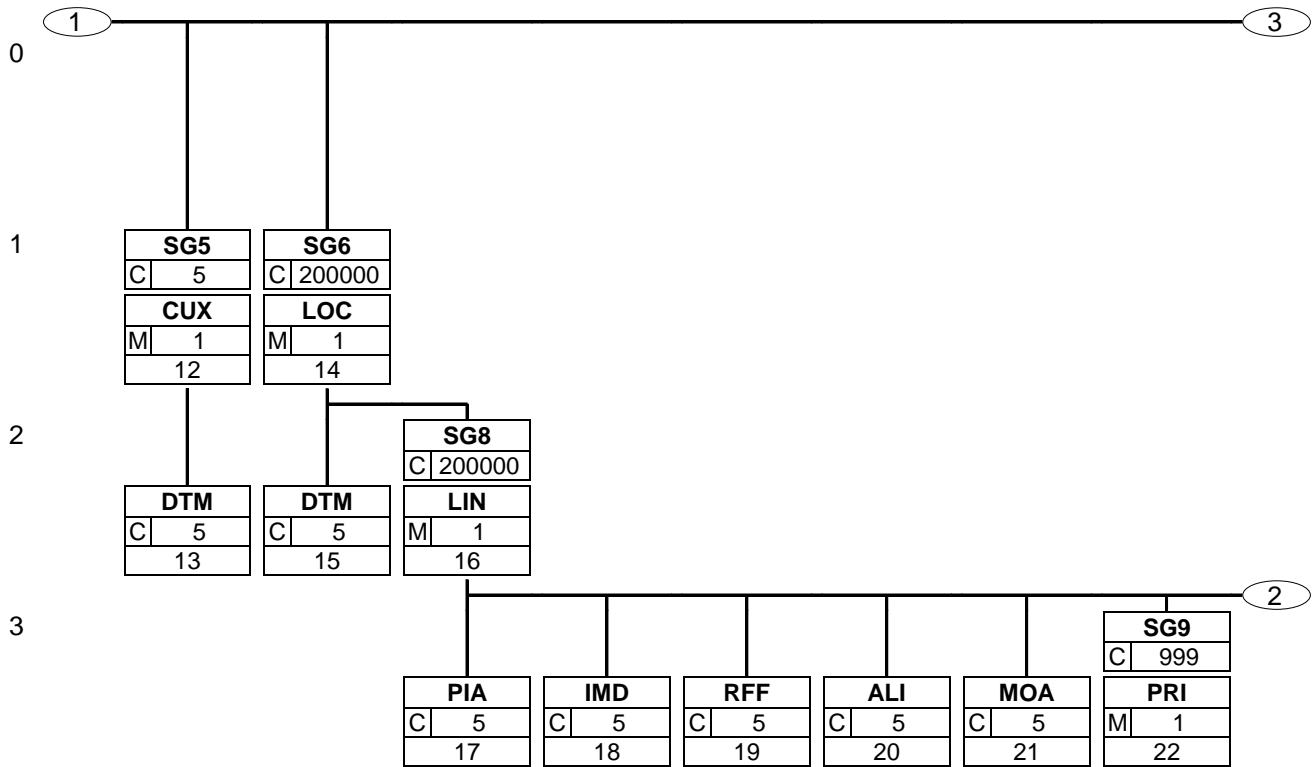 1 3
0
1 SG5 SG6
C 5 C 200000
CUX LOC
M 1 M 1
12 14
2 SG8
C 200000
DTM DTM LIN
C 5 C 5 M 1
13 15 16
2
3 SG9
C 999
PIA IMD RFF ALI MOA PRI
C 5 C 5 C 5 C 5 C 5 M 1
17 18 19 20 21 22